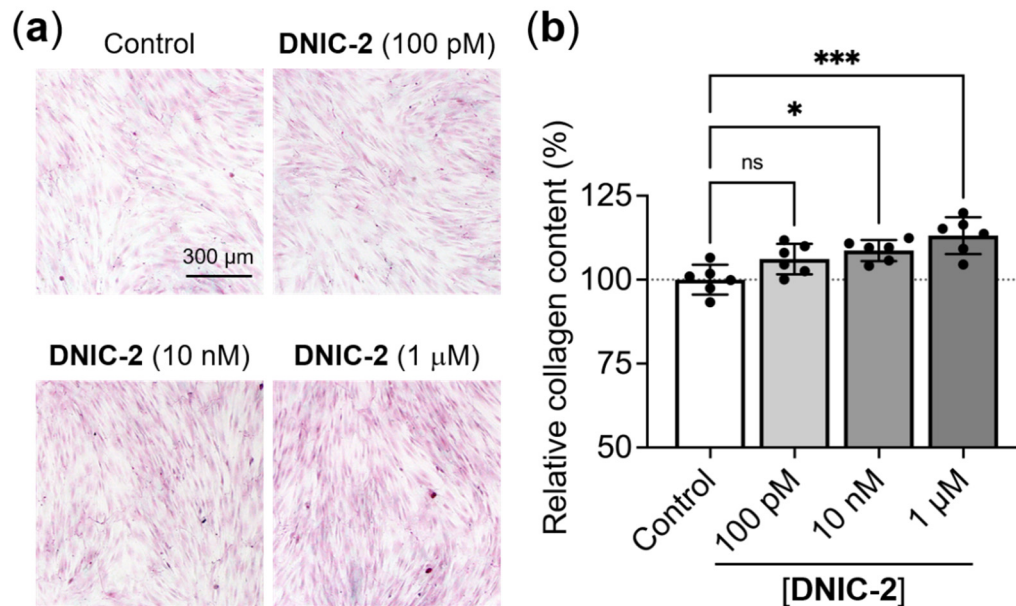 (a)
Control
DNIC-2 (100 pM)
300 μm
DNIC-2 (10 nM)
DNIC-2 (1 μM)
(b)
Relative collagen content (%)
125
100
75
50
ns
*
***
Control
100 pM
10 nM
1 μM
[DNIC-2]